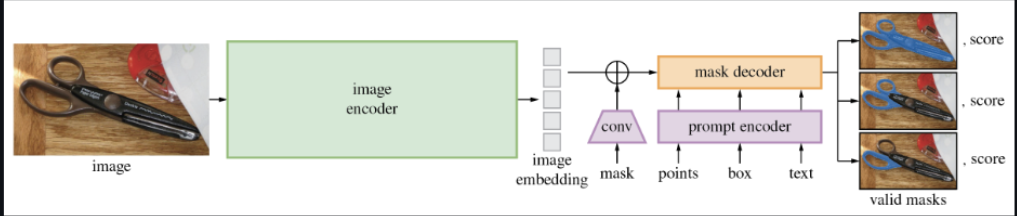 image
image
encoder
image
embedding
conv
mask
mask decoder
prompt encoder
points
box
text
, score
, score
, score
valid masks